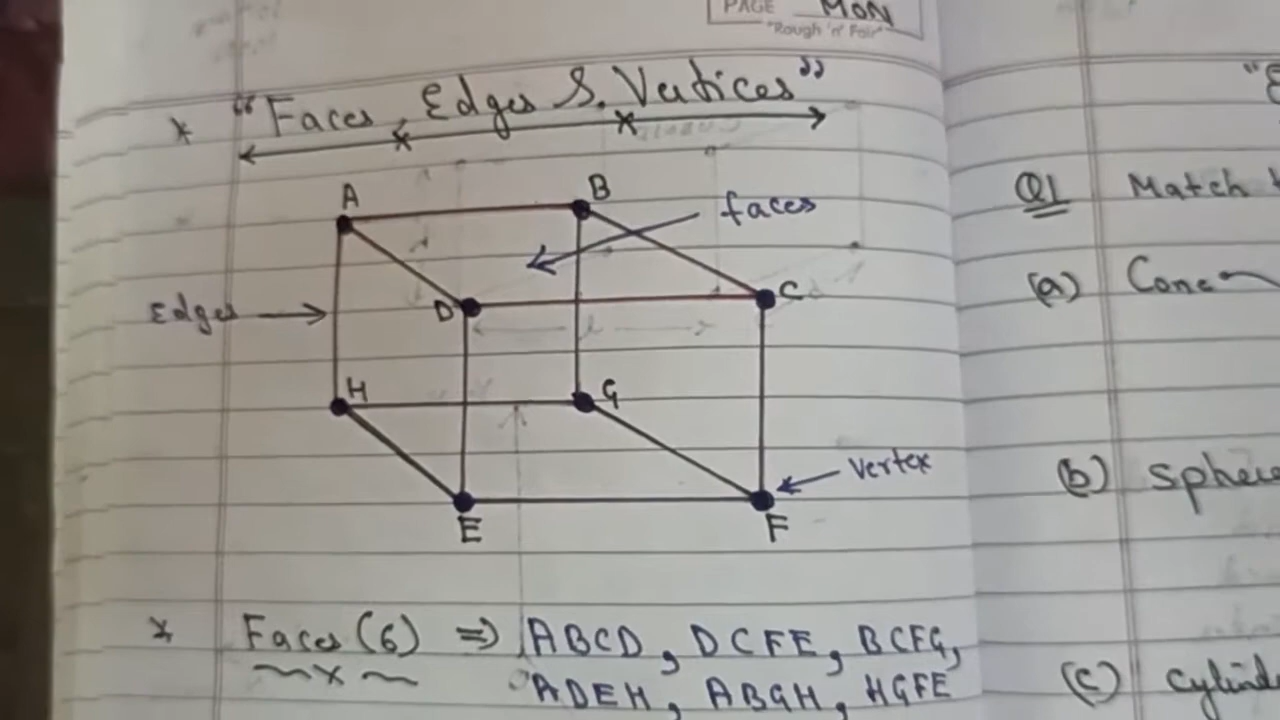 PAGE MON
"Rough 'n' Fair"
* "Faces, Edges & Vertices"
A
B
faces
Edges
D
C
H
G
Vertex
E
F
* Faces (6) ⇒ ABCD, DCFE, BCFG,
ADEH, ABGH, HGFE
Q1 Match
(a) Cone
(b) Sphere
(c)